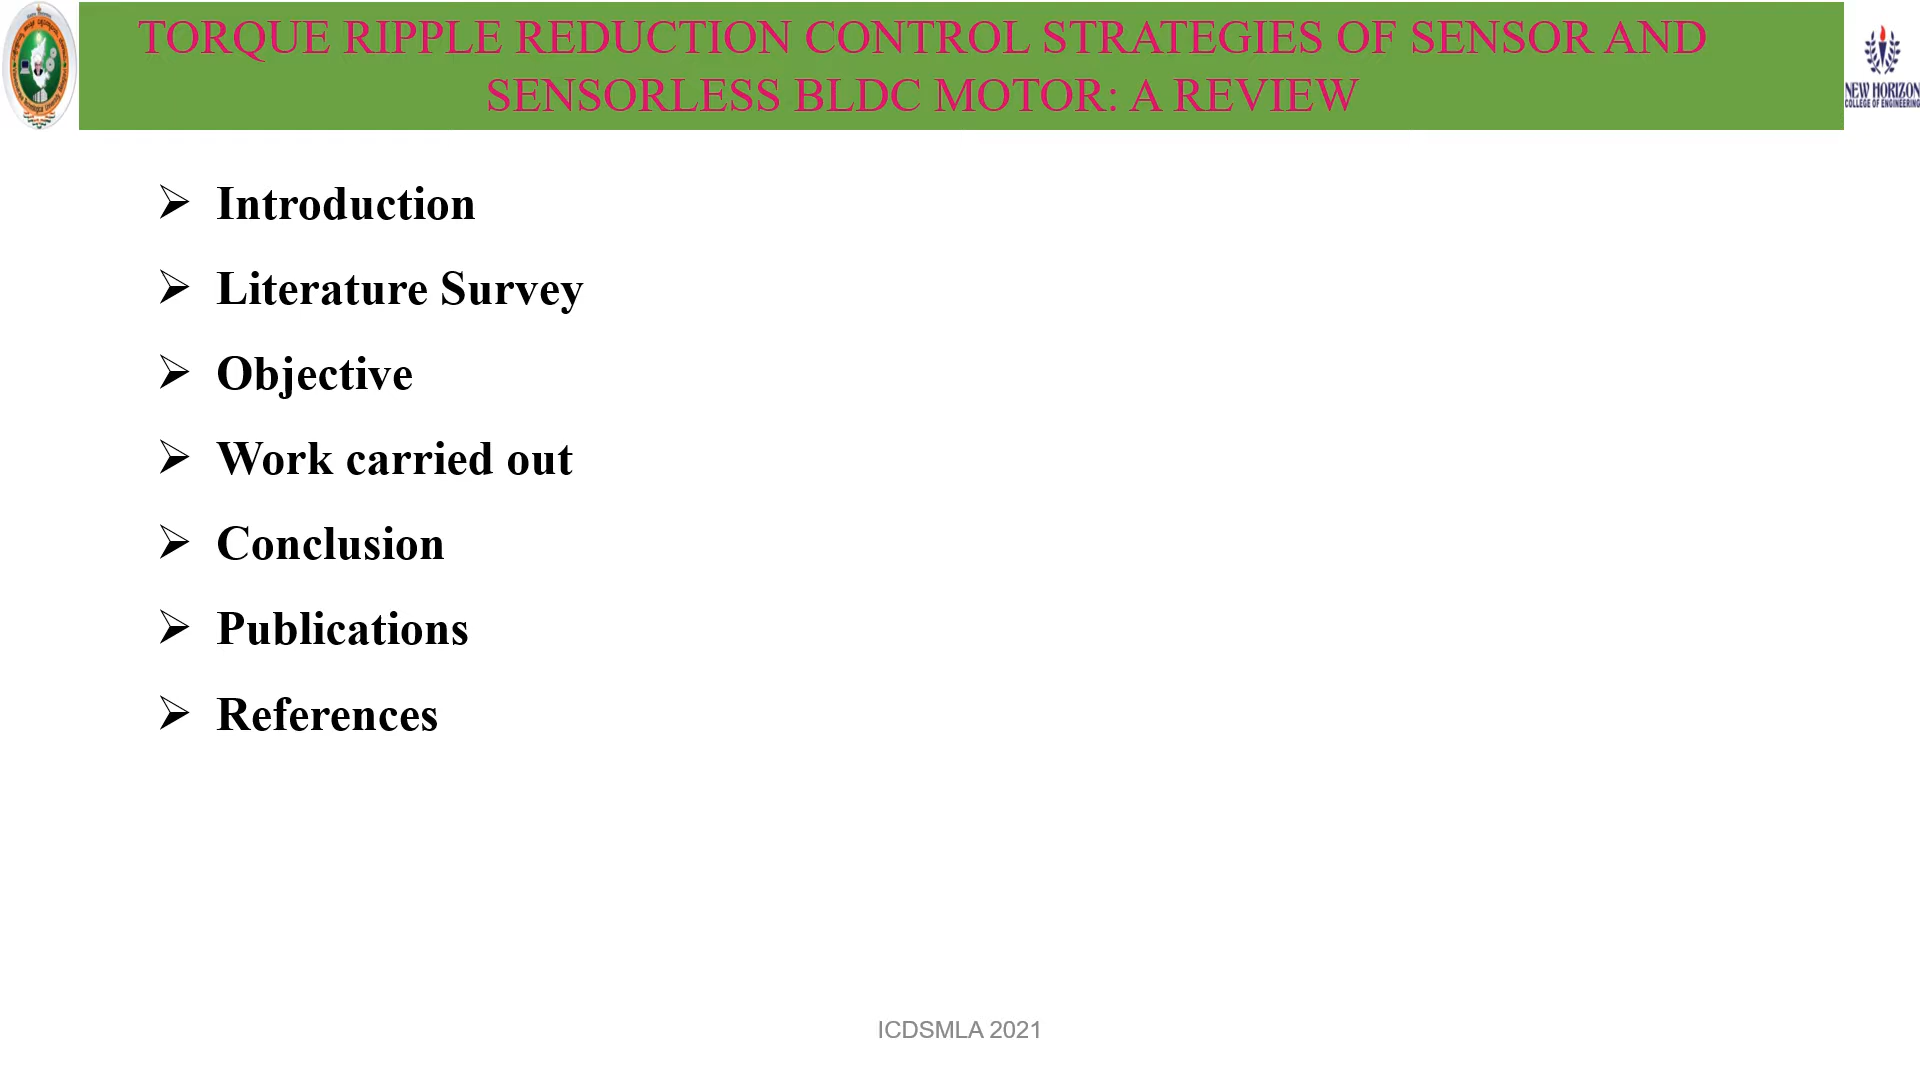 TORQUE RIPPLE REDUCTION CONTROL STRATEGIES OF SENSOR AND
SENSORLESS BLDC MOTOR: A REVIEW
NEW HORIZON
COLLEGE OF ENGINEERING
➢ Introduction
➢ Literature Survey
➢ Objective
➢ Work carried out
➢ Conclusion
➢ Publications
➢ References
ICDSMLA 2021